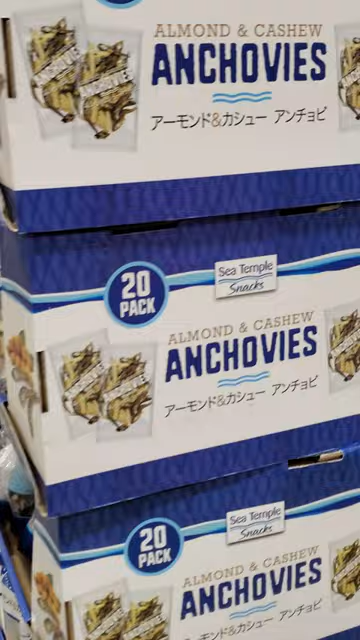 ALMOND & CASHEW
ANCHOVIES
アーモンド&カシュー アンチョビ
20
PACK
Sea Temple
Snacks
ALMOND & CASHEW
ANCHOVIES
アーモンド&カシュー アンチョビ
20
PACK
Sea Temple
Snacks
ALMOND & CASHEW
ANCHOVIES
アーモンド&カシュー アンチョビ